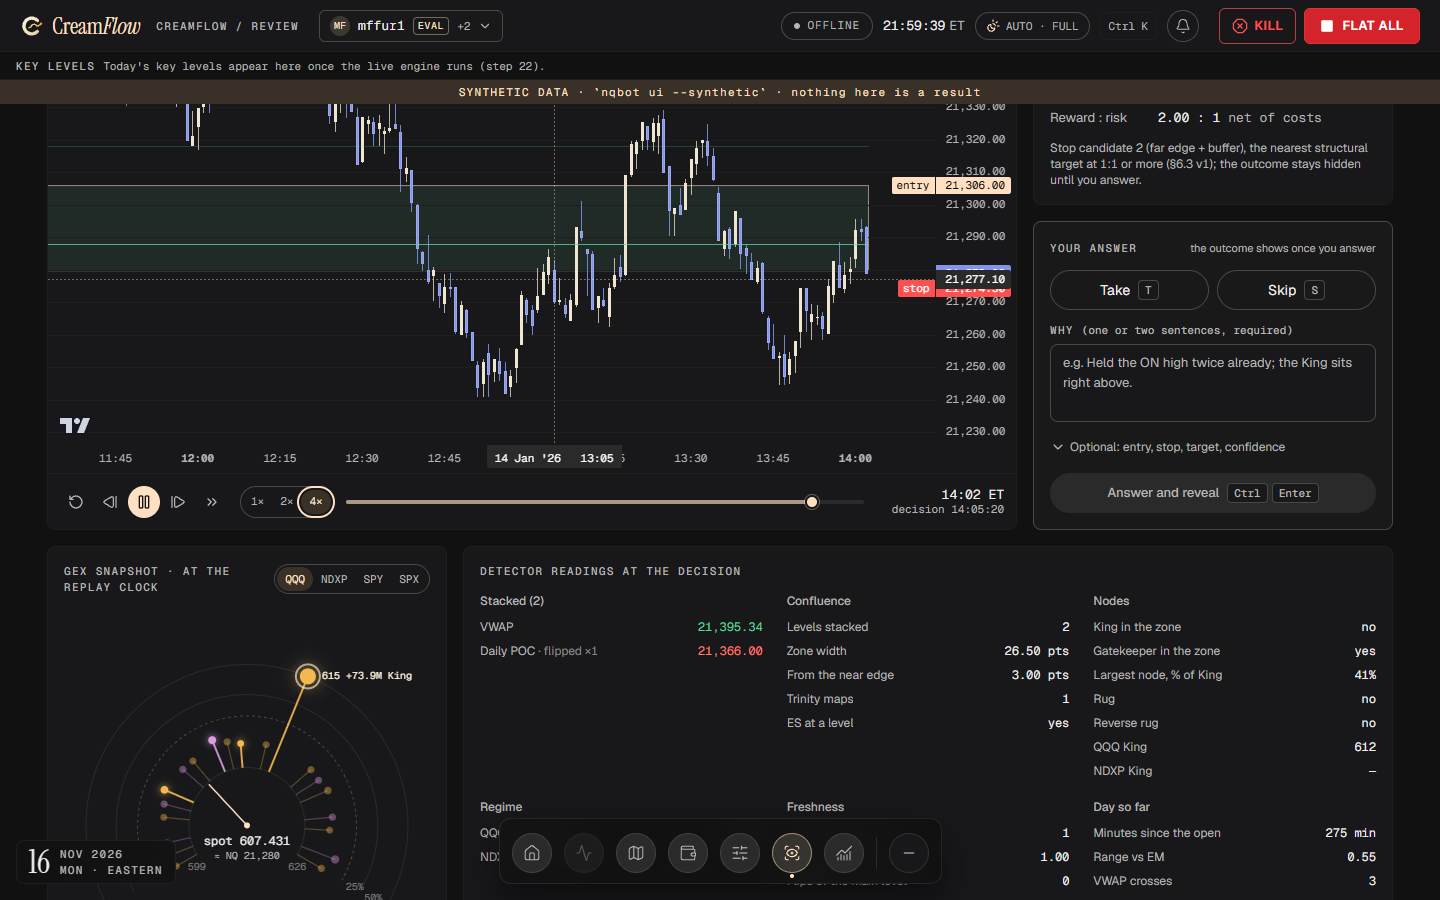 CreamFlow
CREAMFLOW / REVIEW
MF mffur1 EVAL +2
OFFLINE
21:59:39 ET
AUTO · FULL
Ctrl K
KILL
FLAT ALL
KEY LEVELS Today's key levels appear here once the live engine runs (step 22).
SYNTHETIC DATA · `nqbot ui --synthetic` · nothing here is a result
21,330.00
21,320.00
21,310.00
entry 21,306.00
21,300.00
21,290.00
21,277.10
stop
21,270.00
21,260.00
21,250.00
21,240.00
21,230.00
11:45 12:00 12:15 12:30 12:45 14 Jan '26 13:05 13:30 13:45 14:00
1× 2× 4×
14:02 ET
decision 14:05:20
Reward : risk 2.00 : 1 net of costs
Stop candidate 2 (far edge + buffer), the nearest structural
target at 1:1 or more (§6.3 v1); the outcome stays hidden
until you answer.
YOUR ANSWER the outcome shows once you answer
Take T
Skip S
WHY (one or two sentences, required)
e.g. Held the ON high twice already; the King sits
right above.
Optional: entry, stop, target, confidence
Answer and reveal Ctrl Enter
GEX SNAPSHOT · AT THE
REPLAY CLOCK
QQQ NDXP SPY SPX
615 +73.9M King
spot 607.431
≈ NQ 21,280
599
626
25%
50%
DETECTOR READINGS AT THE DECISION
Stacked (2)
VWAP 21,395.34
Daily POC · flipped ×1 21,366.00
Confluence
Levels stacked 2
Zone width 26.50 pts
From the near edge 3.00 pts
Trinity maps 1
ES at a level yes
Nodes
King in the zone no
Gatekeeper in the zone yes
Largest node, % of King 41%
Rug no
Reverse rug no
QQQ King 612
NDXP King –
Regime
Freshness
1
1.00
0
Day so far
Minutes since the open 275 min
Range vs EM 0.55
VWAP crosses 3
16 NOV 2026
MON · EASTERN